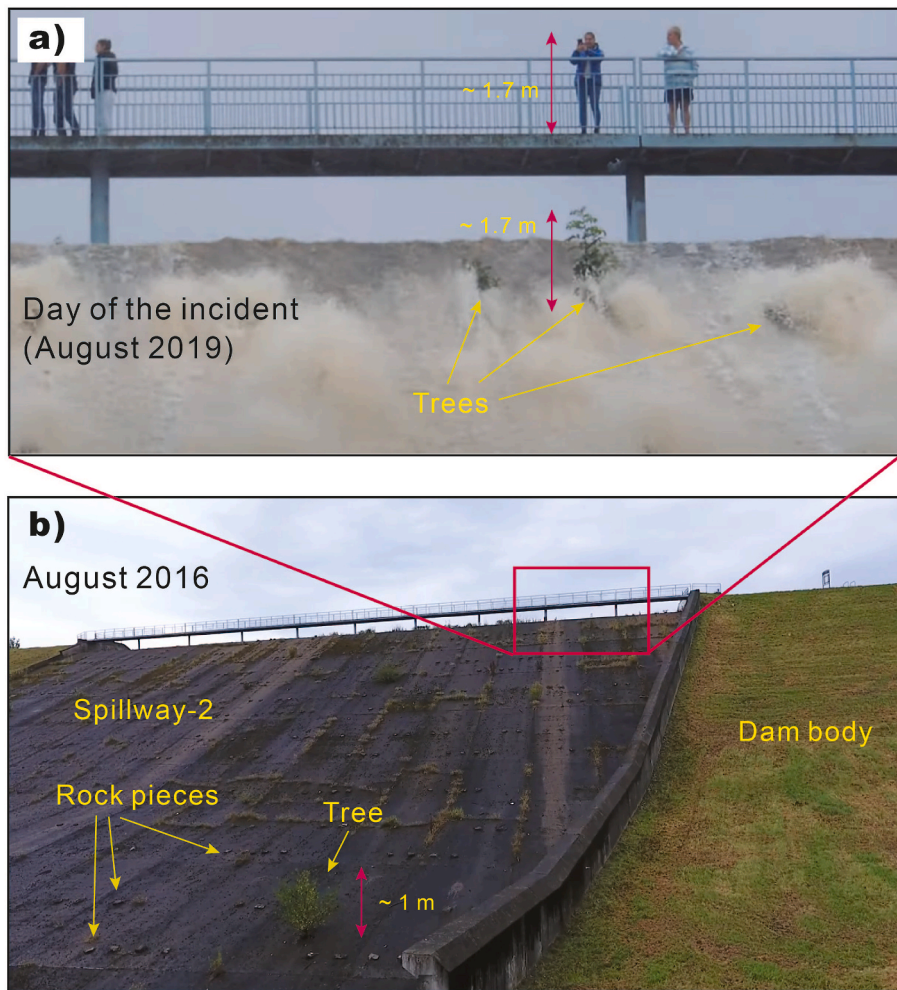 a)
~ 1.7 m
~ 1.7 m
Day of the incident
(August 2019)
Trees
b)
August 2016
Spillway-2
Dam body
Rock pieces
Tree
~ 1 m